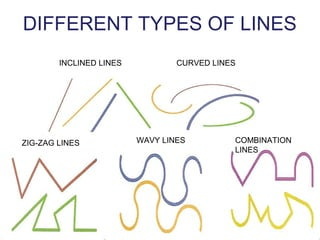 DIFFERENT TYPES OF LINES
INCLINED LINES
CURVED LINES
ZIG-ZAG LINES
WAVY LINES
COMBINATION
LINES